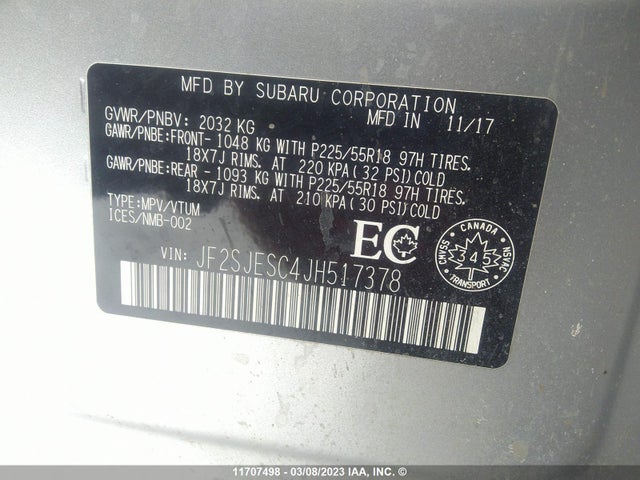 MFD BY SUBARU CORPORATION
GVWR/PNBV: 2032 KG MFD IN 11/17
GAWR/PNBE:FRONT- 1048 KG WITH P225/55R18 97H TIRES.
18X7J RIMS. AT 220 KPA(32 PSI)COLD
GAWR/PNBE:REAR - 1093 KG WITH P225/55R18 97H TIRES.
18X7J RIMS. AT 210 KPA(30 PSI)COLD
TYPE:MPV/VTUM
ICES/NMB-002
EC
CANADA
CMVSS 345 NSVAC
TRANSPORT
VIN: JF2SJESC4JH517378
11707498 - 03/08/2023 IAA, INC. ©